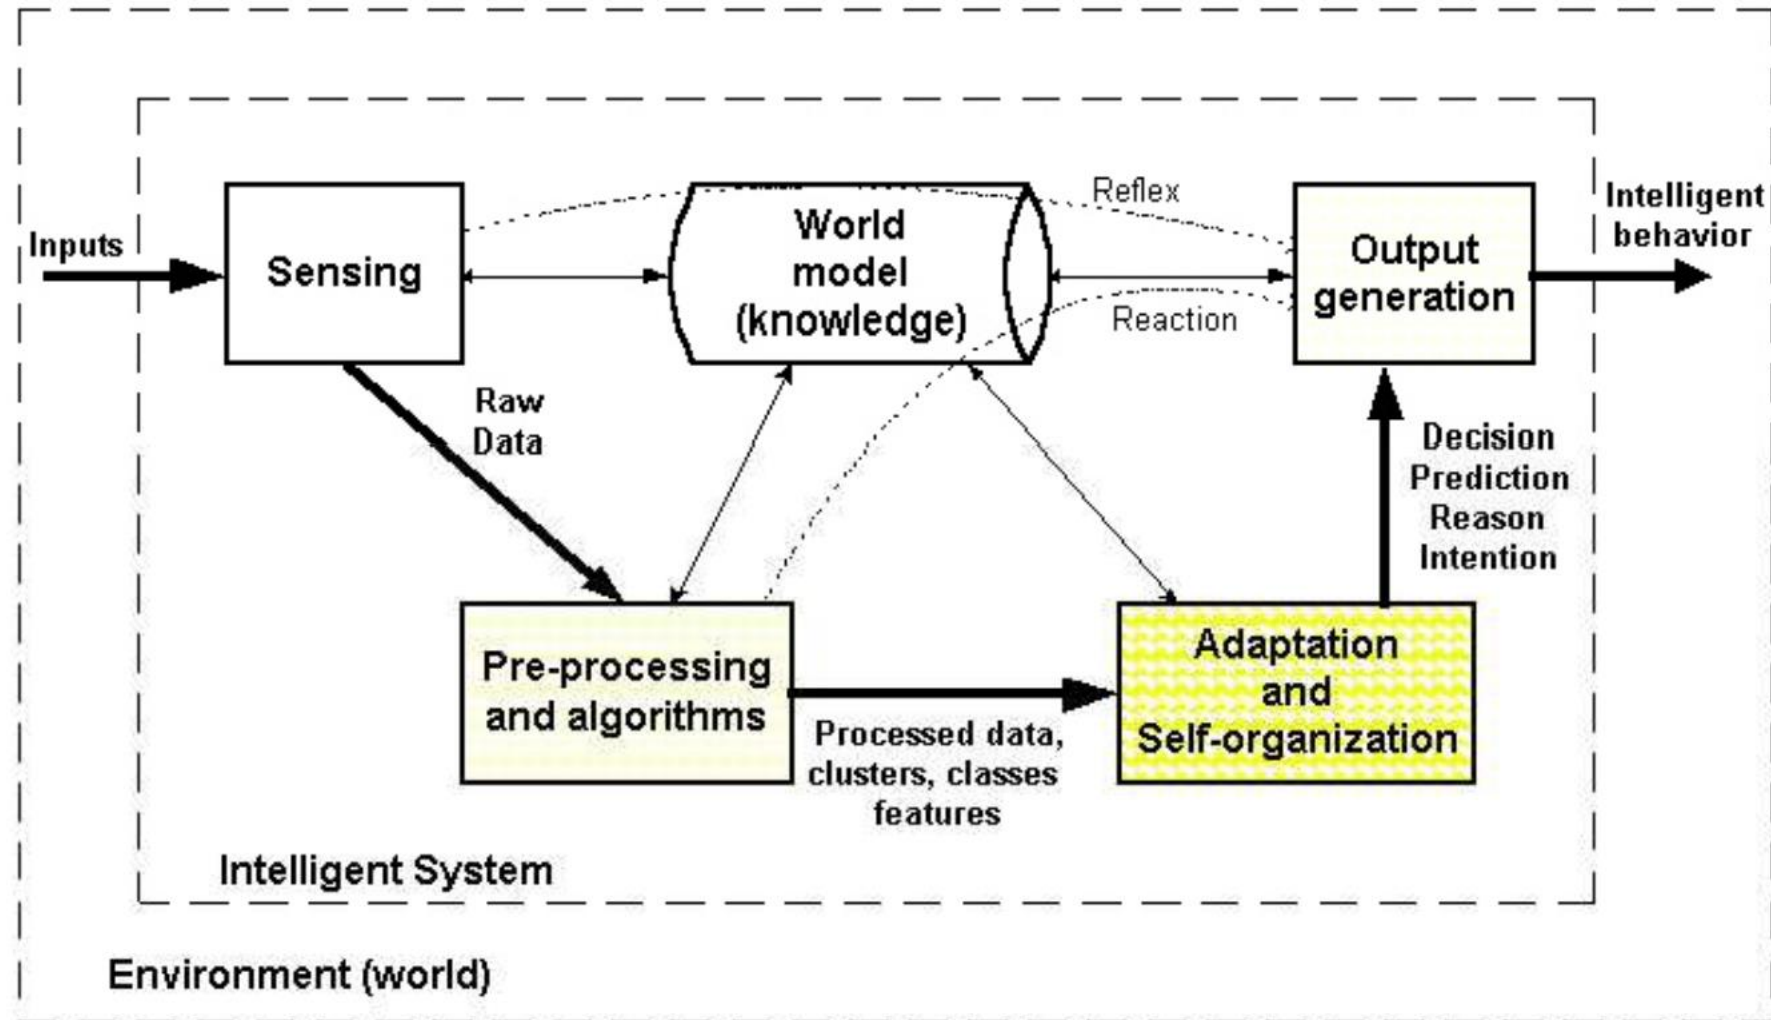 Inputs
Sensing
World
model
(knowledge)
Reflex
Reaction
Output
generation
Intelligent
behavior
Raw
Data
Decision
Prediction
Reason
Intention
Pre-processing
and algorithms
Processed data,
clusters, classes
features
Adaptation
and
Self-organization
Intelligent System
Environment (world)